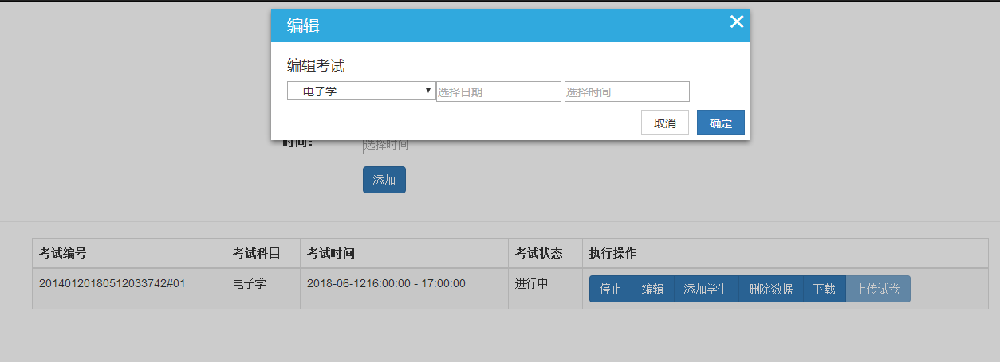 编辑
编辑考试
电子学 选择日期 选择时间
取消 确定
时间： 选择时间
添加
考试编号 考试科目 考试时间 考试状态 执行操作
20140120180512033742#01 电子学 2018-06-1216:00:00 - 17:00:00 进行中 停止 编辑 添加学生 删除数据 下载 上传试卷